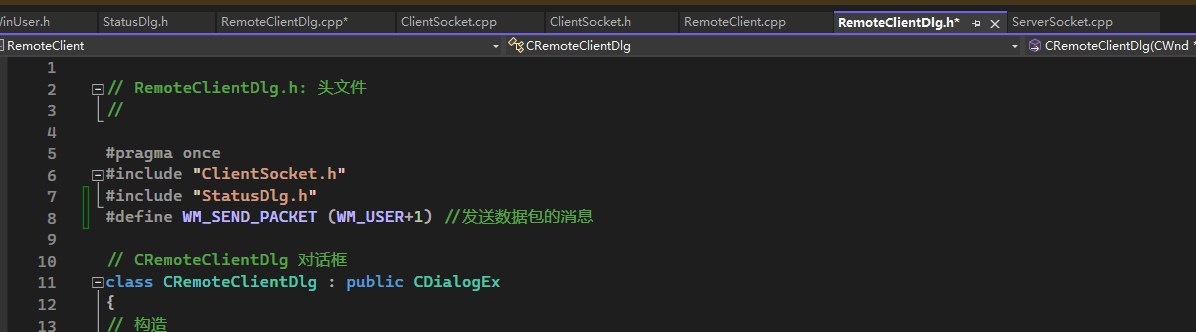 WinUser.h StatusDlg.h RemoteClientDlg.cpp* ClientSocket.cpp ClientSocket.h RemoteClient.cpp RemoteClientDlg.h* ServerSocket.cpp
RemoteClient CRemoteClientDlg CRemoteClientDlg(CWnd *
1
2 // RemoteClientDlg.h: 头文件
3 //
4
5 #pragma once
6 #include "ClientSocket.h"
7 #include "StatusDlg.h"
8 #define WM_SEND_PACKET (WM_USER+1) //发送数据包的消息
9
10 // CRemoteClientDlg 对话框
11 class CRemoteClientDlg : public CDialogEx
12 {
13 // 构造